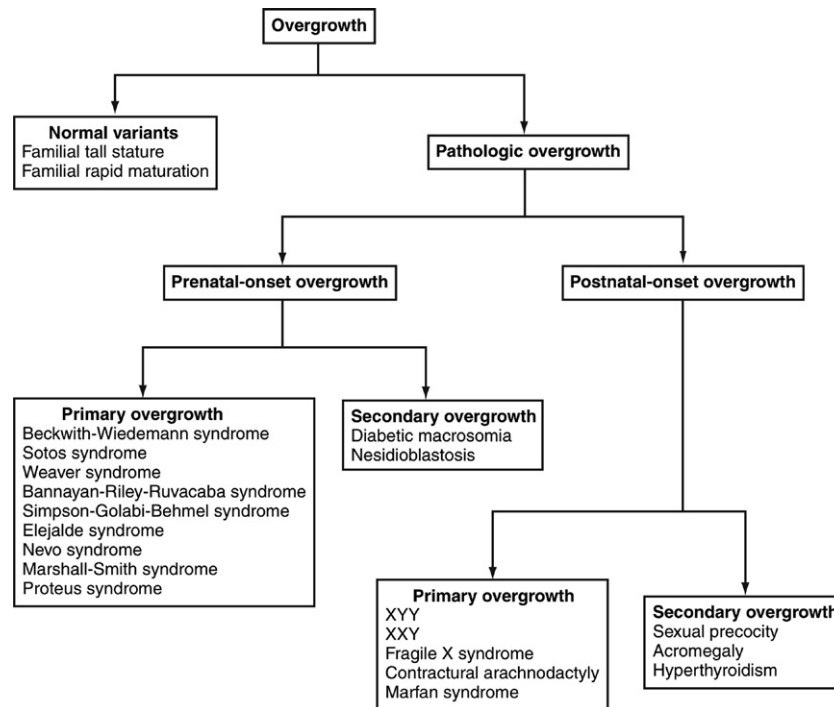 Overgrowth
Normal variants
Familial tall stature
Familial rapid maturation
Pathologic overgrowth
Prenatal-onset overgrowth
Postnatal-onset overgrowth
Primary overgrowth
Beckwith-Wiedemann syndrome
Sotos syndrome
Weaver syndrome
Bannayan-Riley-Ruvacaba syndrome
Simpson-Golabi-Behmel syndrome
Elejalde syndrome
Nevo syndrome
Marshall-Smith syndrome
Proteus syndrome
Secondary overgrowth
Diabetic macrosomia
Nesidioblastosis
Primary overgrowth
XYY
XXY
Fragile X syndrome
Contractural arachnodactyly
Marfan syndrome
Secondary overgrowth
Sexual precocity
Acromegaly
Hyperthyroidism